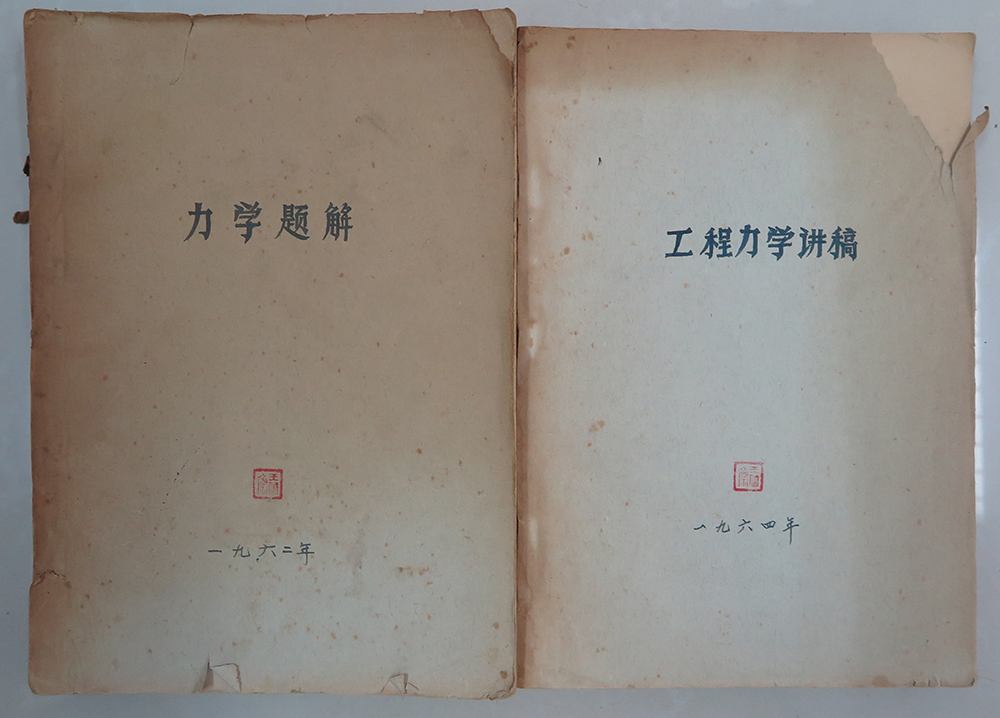 力学题解
一九六二年
工程力学讲稿
一九六四年